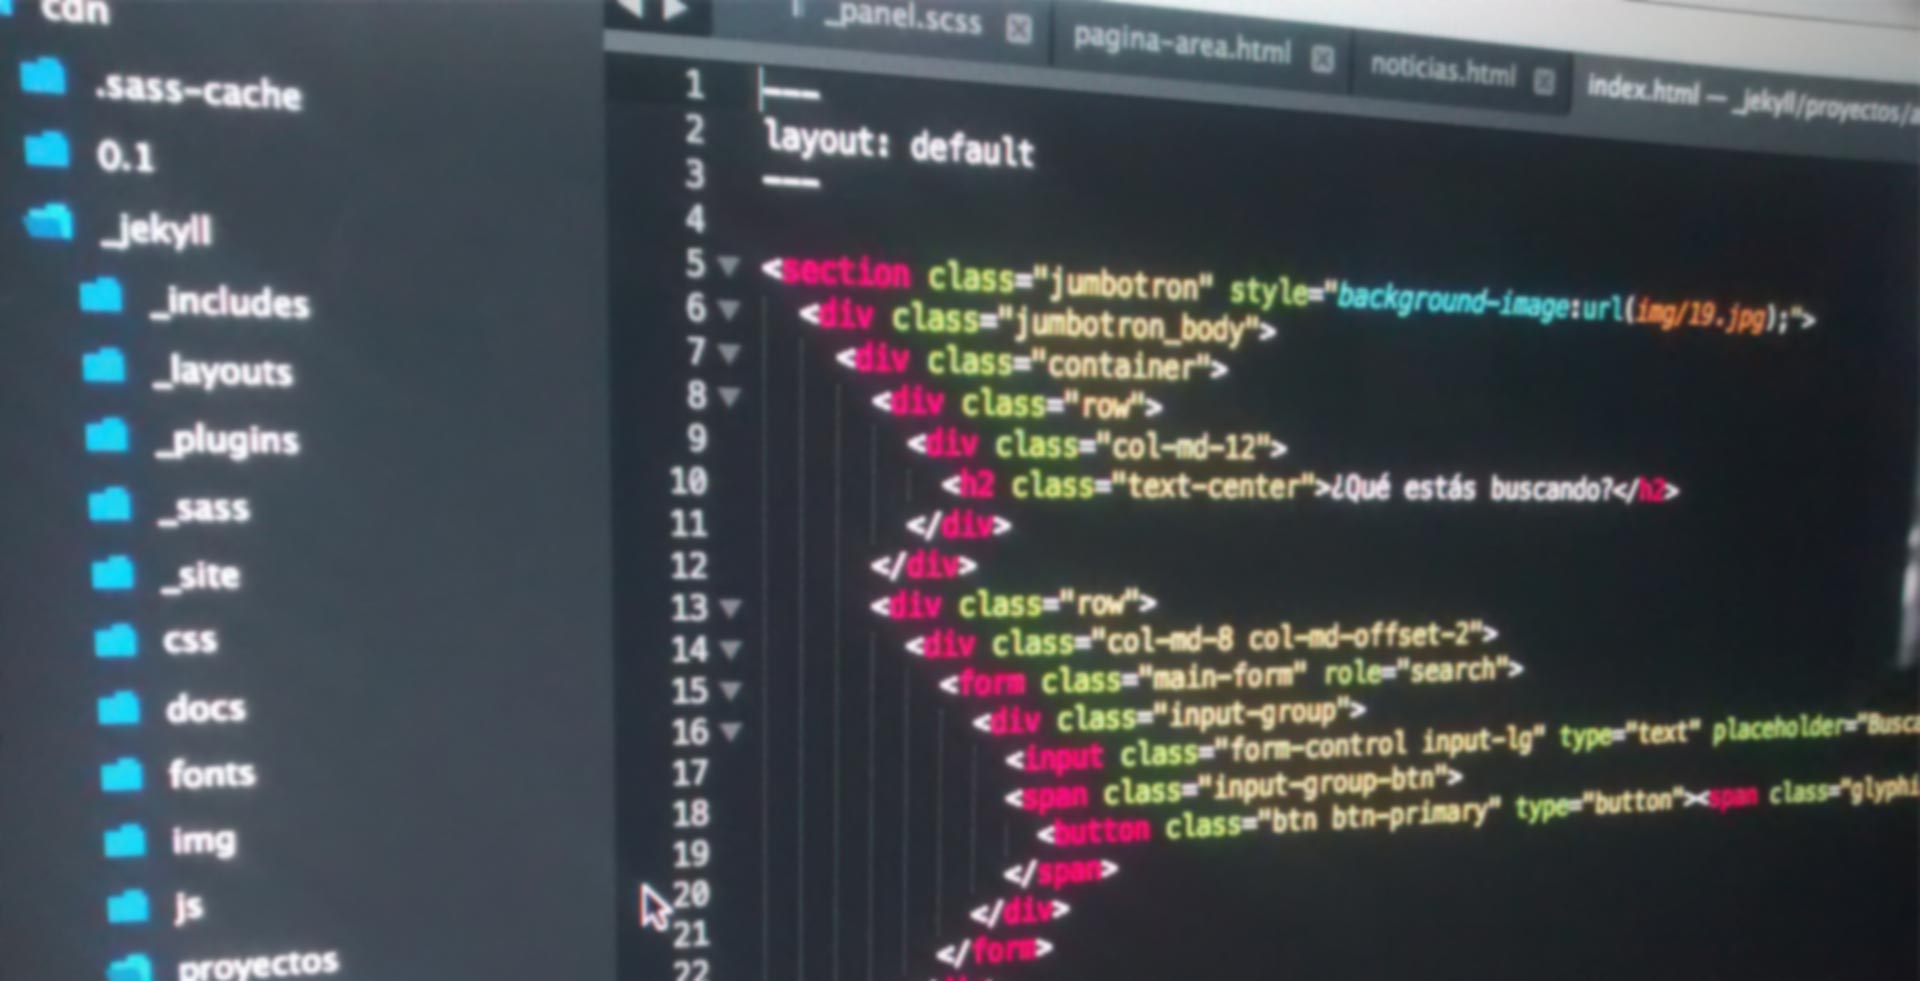 cdn
.sass-cache
0.1
_jekyll
_includes
_layouts
_plugins
_sass
_site
css
docs
fonts
img
js
proyectos
_panel.scss
pagina-area.html
noticias.html
index.html — _jekyll/proyectos/
1 ---
2 layout: default
3 ---
4
5 <section class="jumbotron" style="background-image:url(img/19.jpg);">
6 <div class="jumbotron_body">
7 <div class="container">
8 <div class="row">
9 <div class="col-md-12">
10 <h2 class="text-center">¿Qué estás buscando?</h2>
11 </div>
12 </div>
13 <div class="row">
14 <div class="col-md-8 col-md-offset-2">
15 <form class="main-form" role="search">
16 <div class="input-group">
17 <input class="form-control input-lg" type="text" placeholder="Busca
18 <span class="input-group-btn">
19 <button class="btn btn-primary" type="button"><span class="glyphi
20 </span>
21 </div>
22 </form>